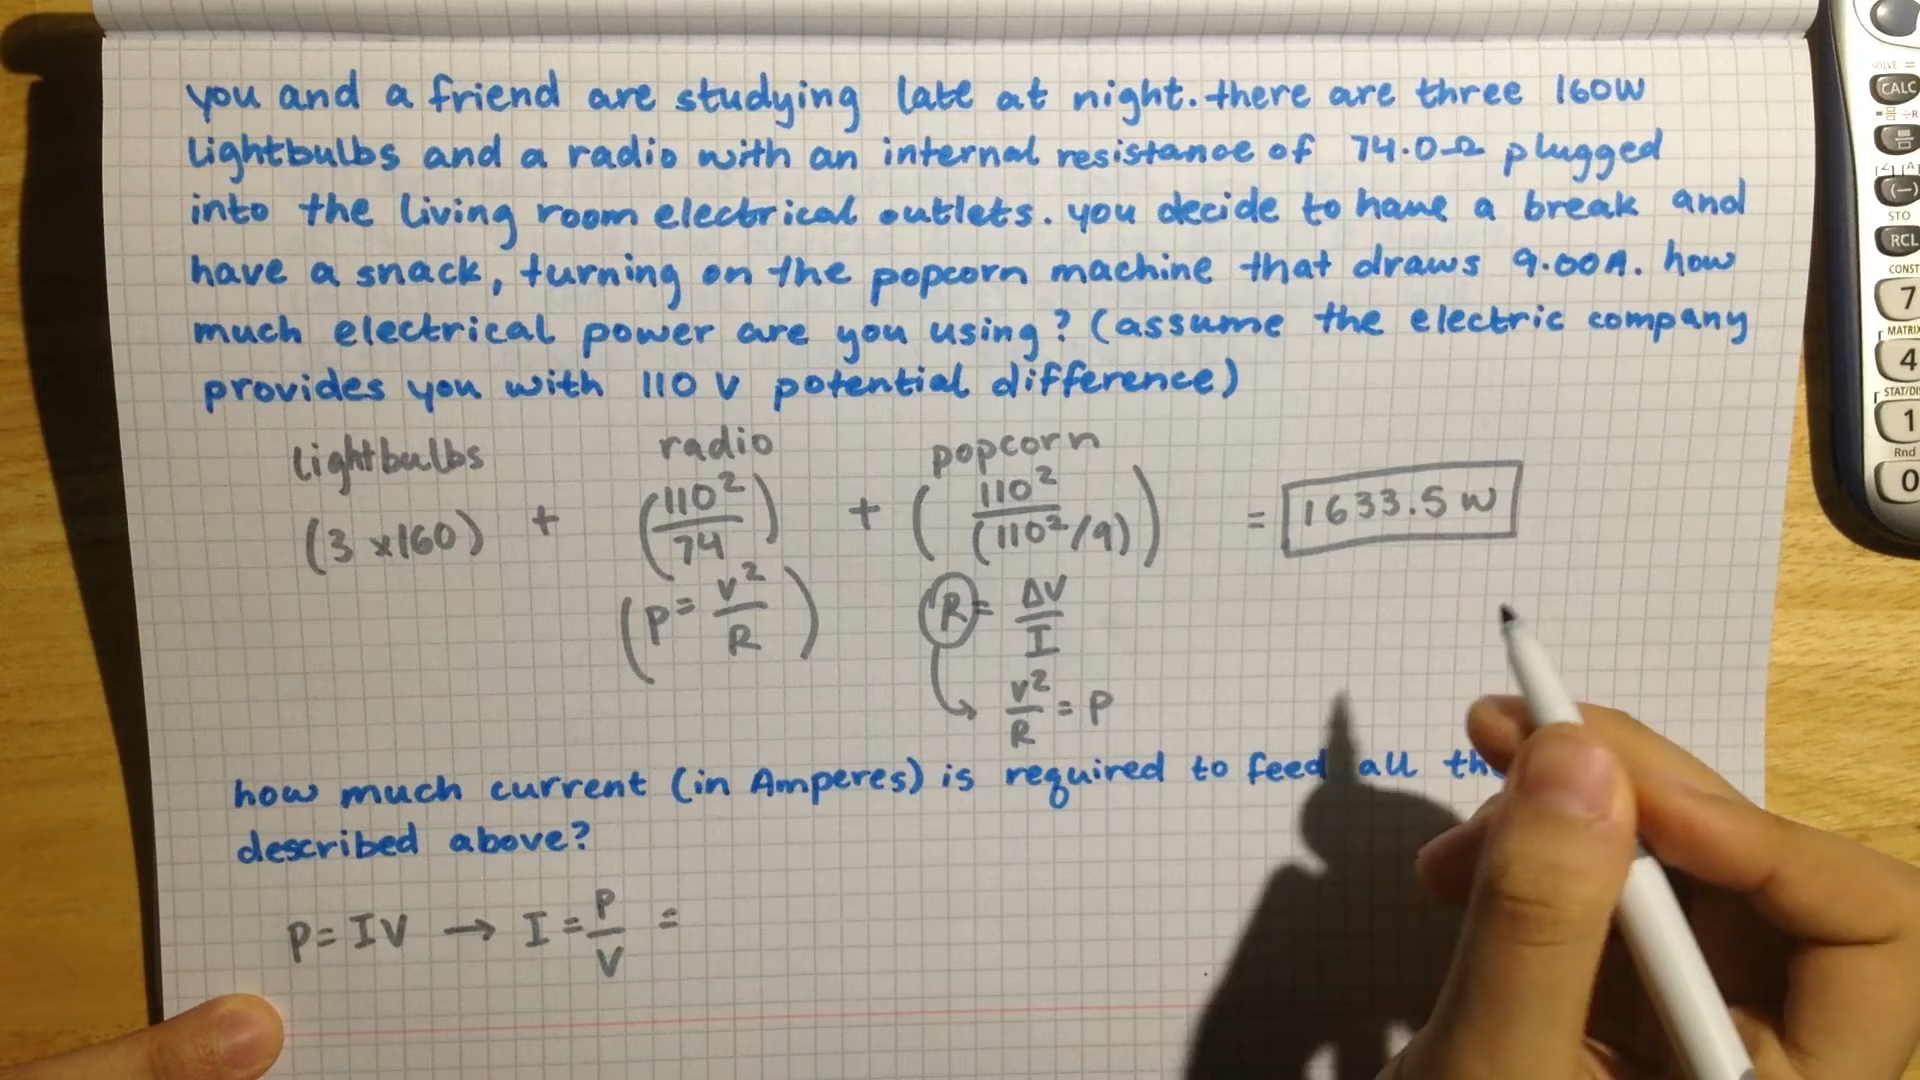 you and a friend are studying late at night. there are three 160W
lightbulbs and a radio with an internal resistance of 74.0Ω plugged
into the living room electrical outlets. you decide to have a break and
have a snack, turning on the popcorn machine that draws 9.00A. how
much electrical power are you using? (assume the electric company
provides you with 110 V potential difference)
lightbulbs radio popcorn
(3 x160) + (110²/74) + (110²/(110²/9)) = 1633.5 W
(P = V²/R) R = ΔV/I
V²/R = P
how much current (in Amperes) is required to feed all
described above?
P = IV → I = P/V =
SOLVE =
CALC
(−)
STO
RCL
CONST
7
MATRIX
4
STAT/DI
1
Rnd
0